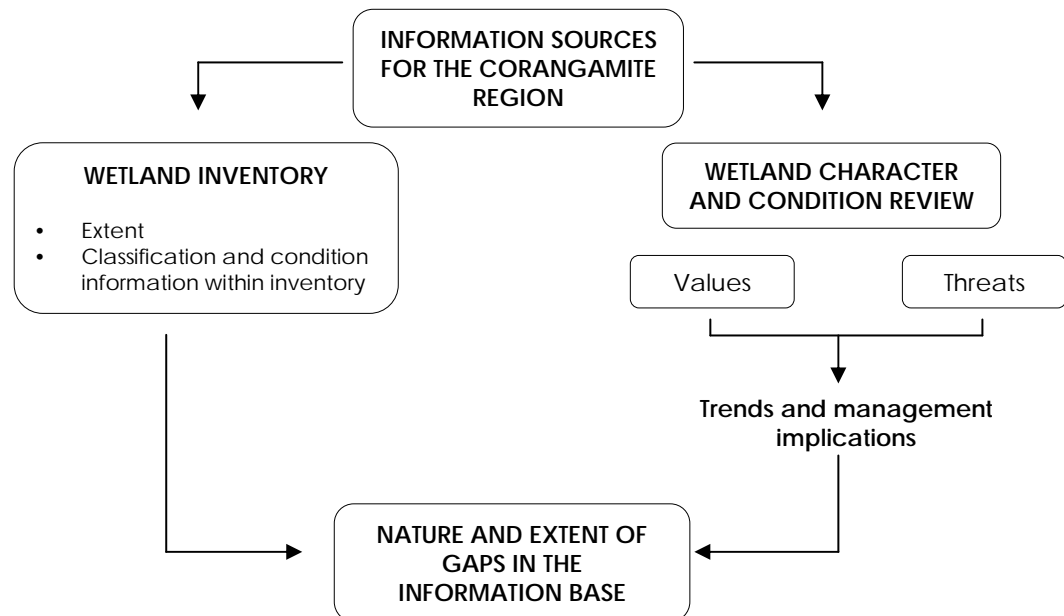 INFORMATION SOURCES
FOR THE CORANGAMITE
REGION
WETLAND INVENTORY
• Extent
• Classification and condition
information within inventory
WETLAND CHARACTER
AND CONDITION REVIEW
Values
Threats
Trends and management
implications
NATURE AND EXTENT OF
GAPS IN THE
INFORMATION BASE